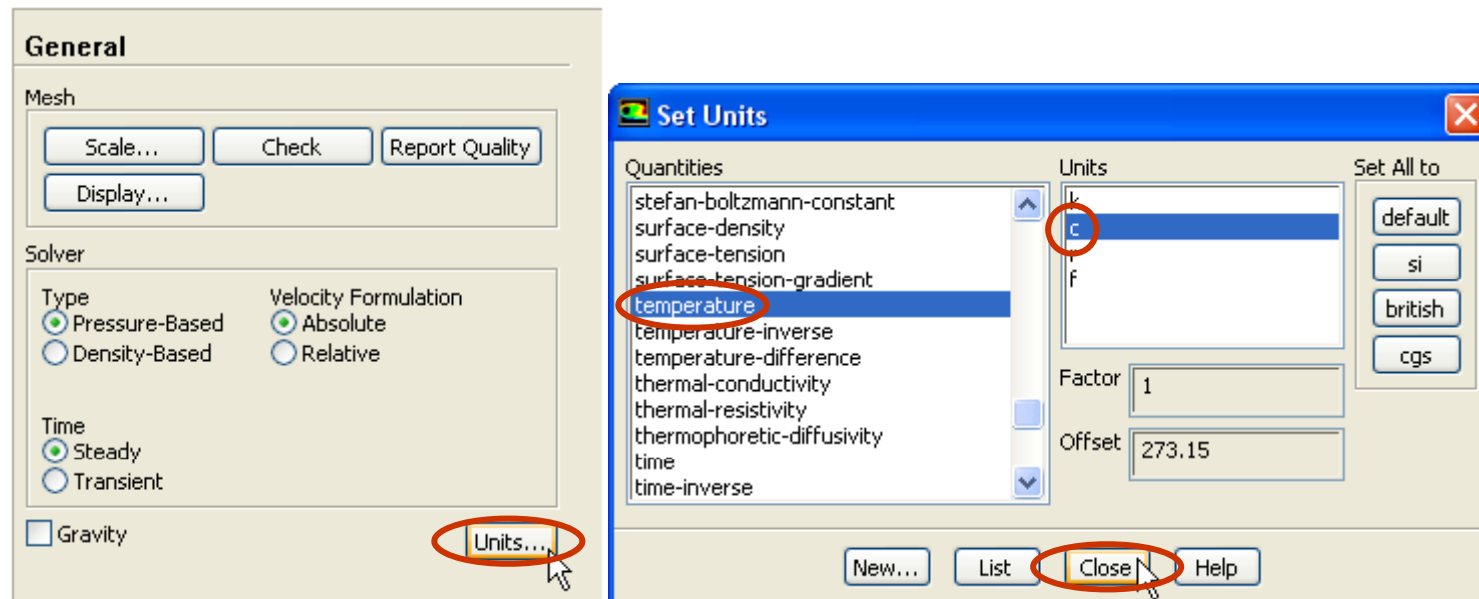 General
Mesh
Scale...
Check
Report Quality
Display...
Solver
Type
Velocity Formulation
Pressure-Based
Absolute
Density-Based
Relative
Time
Steady
Transient
Gravity
Units...
Set Units
Quantities
stefan-boltzmann-constant
surface-density
surface-tension
surface-tension-gradient
temperature
temperature-inverse
temperature-difference
thermal-conductivity
thermal-resistivity
thermophoretic-diffusivity
time
time-inverse
Units
k
c
r
f
Factor
1
Offset
273.15
Set All to
default
si
british
cgs
New...
List
Close
Help